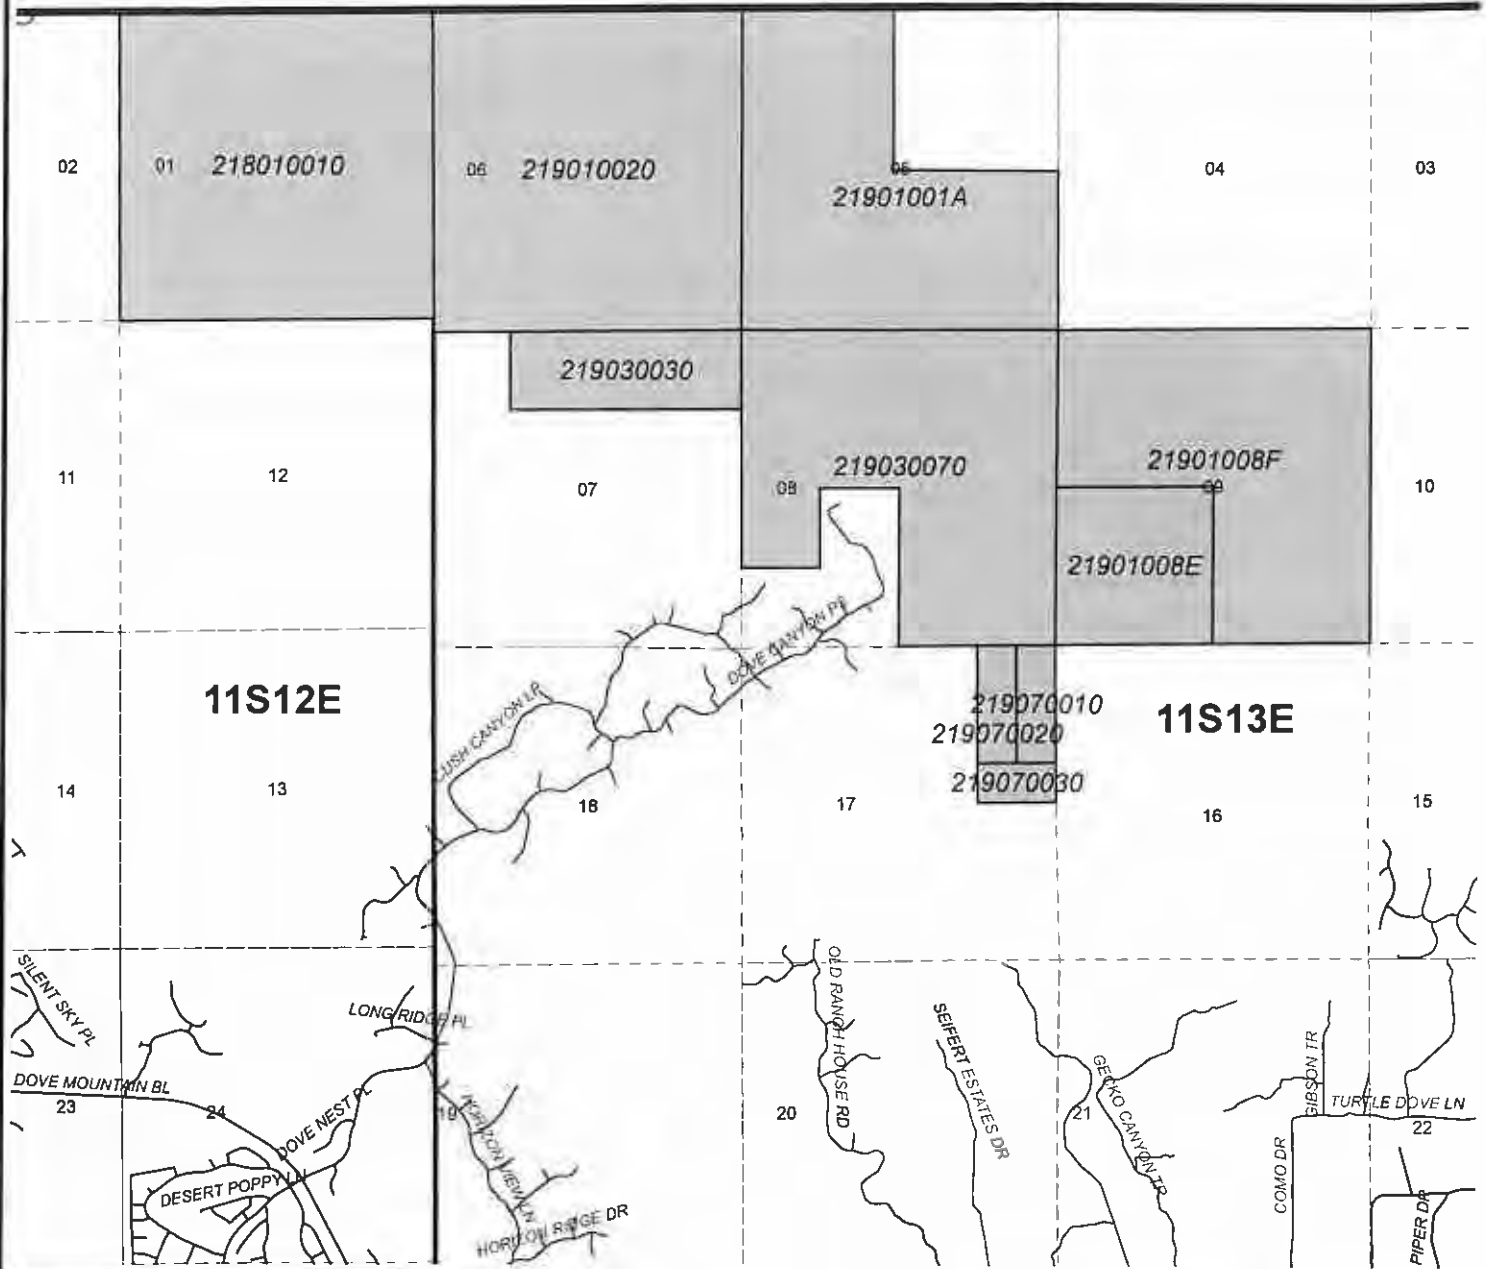 02
01
218010010
06
219010020
05
21901001A
04
03
219030030
11
12
07
08
219030070
21901008F
09
10
21901008E
11S12E
DOVE CANYON PL
LUSH CANYON LP
219070010
219070020
11S13E
219070030
14
13
18
17
16
15
SILENT SKY PL
LONG RIDGE PL
OLD RANCH HOUSE RD
SEIFERT ESTATES DR
GECKO CANYON TR
GIBSON TR
DOVE MOUNTAIN BL
TURTLE DOVE LN
23
24
DOVE NEST PL
19
HORIZON VIEW LN
20
21
22
COMO DR
DESERT POPPY LN
HORIZON RIDGE DR
PIPER DR